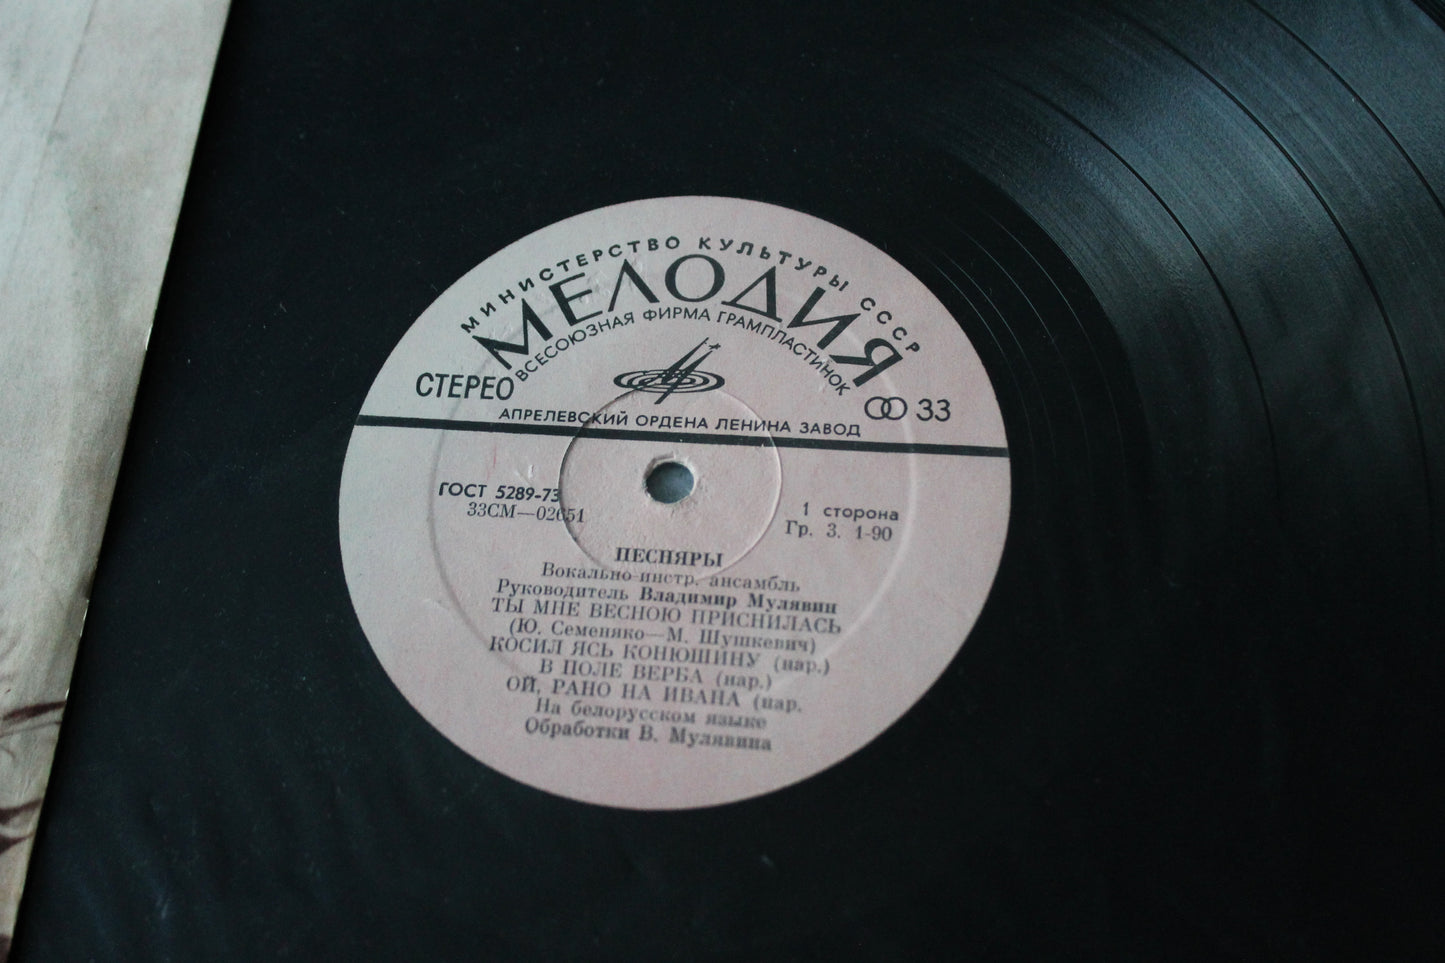 МИНИСТЕРСТВО КУЛЬТУРЫ СССР
МЕЛОДИЯ
ВСЕСОЮЗНАЯ ФИРМА ГРАМПЛАСТИНОК
СТЕРЕО
33
АПРЕЛЕВСКИЙ ОРДЕНА ЛЕНИНА ЗАВОД
ГОСТ 5289-73
33СМ—02651
1 сторона
Гр. 3. 1-90
ПЕСНЯРЫ
Вокально-инстр. ансамбль
Руководитель Владимир Мулявин
ТЫ МНЕ ВЕСНОЮ ПРИСНИЛАСЬ
(Ю. Семеняко—М. Шушкевич)
КОСИЛ ЯСЬ КОНЮШИНУ (нар.)
В ПОЛЕ ВЕРБА (нар.)
ОЙ, РАНО НА ИВАНА (нар.
На белорусском языке
Обработки В. Мулявина